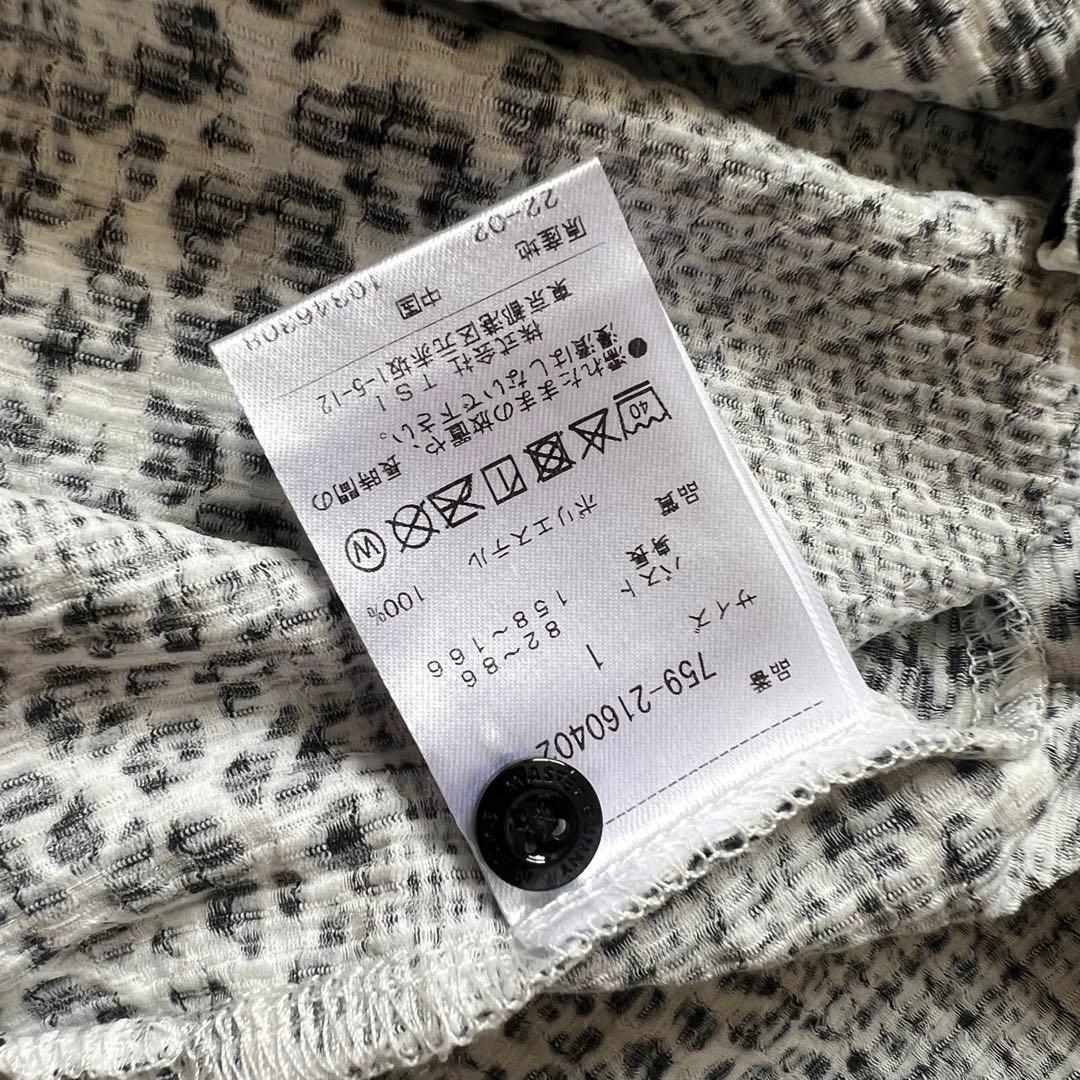 品番
759-2160402
サイズ 1
バスト 82～86
身長 158～166
品質
ポリエステル 100%
40
W
●濡れたままの放置や、長時間の
浸漬はしないで下さい。
株式会社 TSI
東京都港区元赤坂1-5-12
原産地 中国
22-02
MASTER